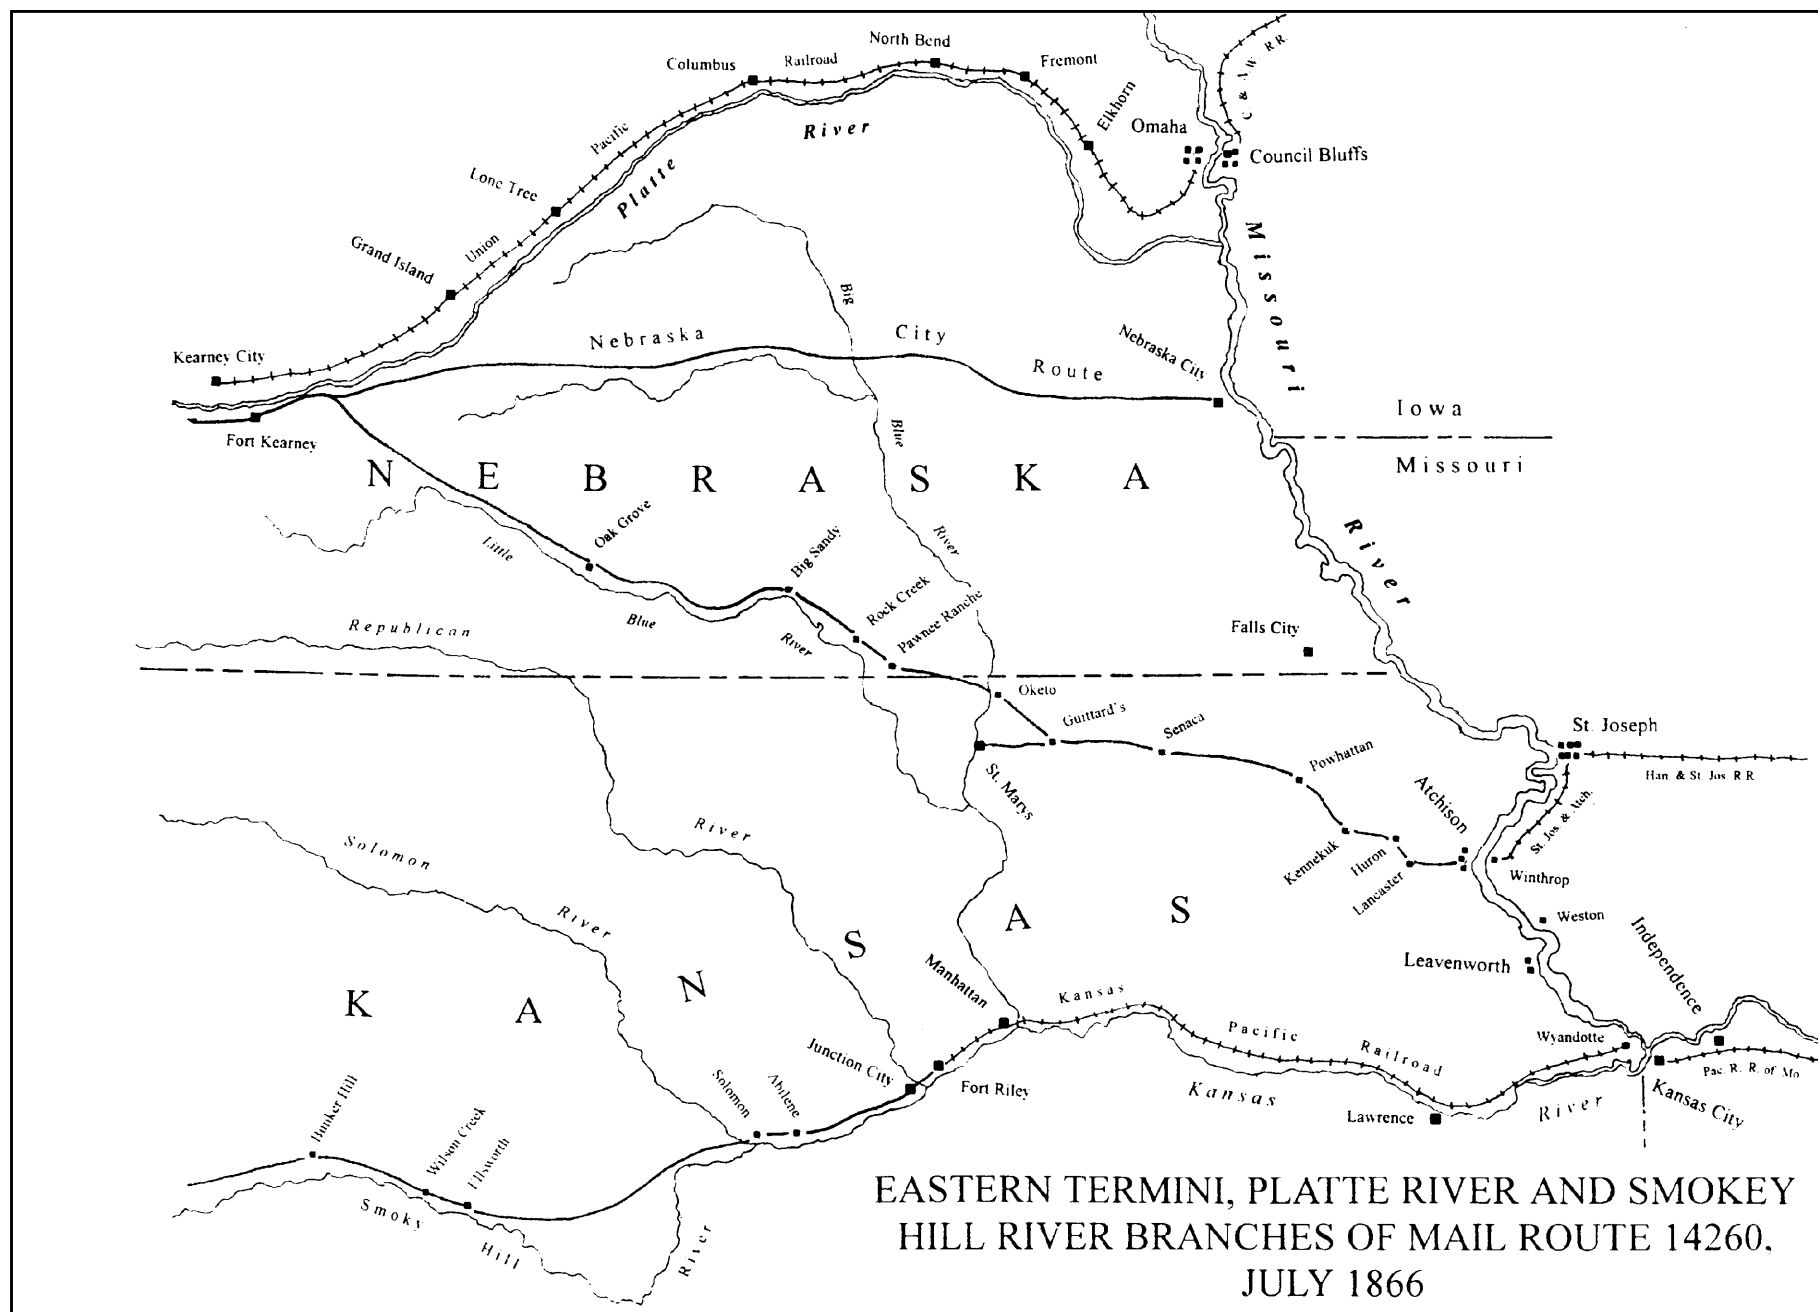 North Bend
Columbus
Railroad
Fremont
C & N.W. R.R.
Elkhorn
Omaha
Council Bluffs
Pacific
River
Platte
Lone Tree
Union
Grand Island
Missouri
Big
Nebraska City Route
Nebraska City
Kearney City
Iowa
Fort Kearney
Blue
Missouri
NEBRASKA
Oak Grove
Big Sandy
River
River
Little
Blue
River
Rock Creek
Pawnee Ranche
Republican
Falls City
Oketo
Guittard's
Senaca
St. Joseph
Powhattan
Han. & St. Jos. R.R.
St. Marys
Atchison
St. Jos. & Atch.
River
Solomon
Kennekuk
Huron
Lancaster
Winthrop
River
Weston
Independence
Leavenworth
KANSAS
Manhattan
Kansas
Pacific
Railroad
Wyandotte
Junction City
Fort Riley
Pac. R. R. of Mo
Solomon
Abilene
Kansas
River
Kansas City
Lawrence
Bunker Hill
Wilson Creek
Ellsworth
Smoky
Hill
River
EASTERN TERMINI, PLATTE RIVER AND SMOKEY
HILL RIVER BRANCHES OF MAIL ROUTE 14260,
JULY 1866